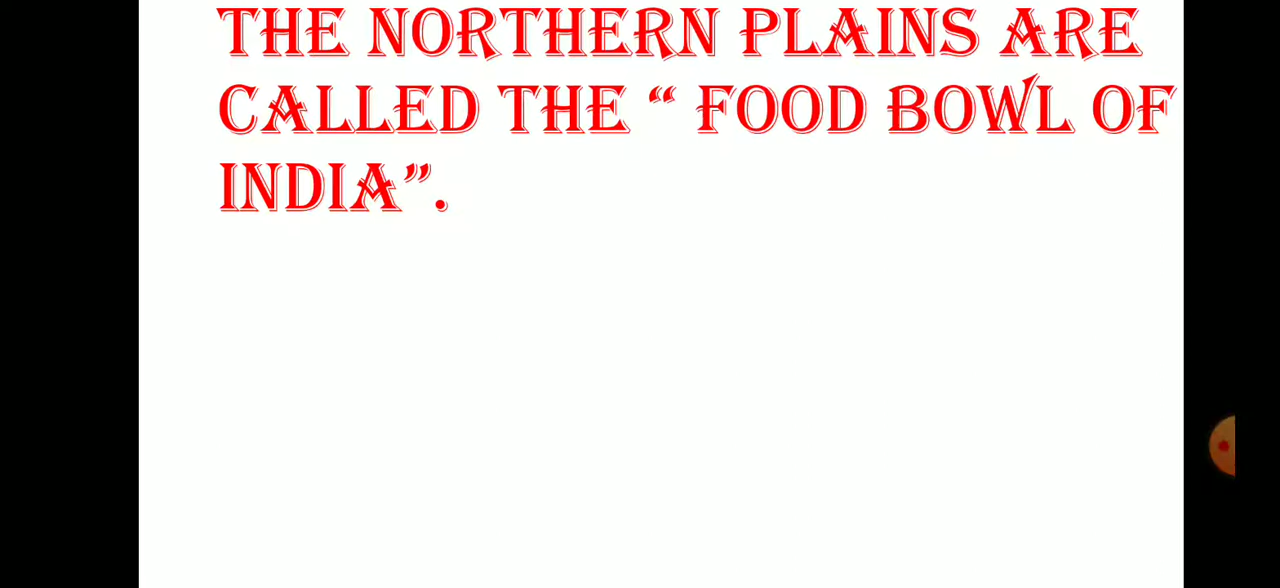 THE NORTHERN PLAINS ARE
CALLED THE “ FOOD BOWL OF
INDIA”.